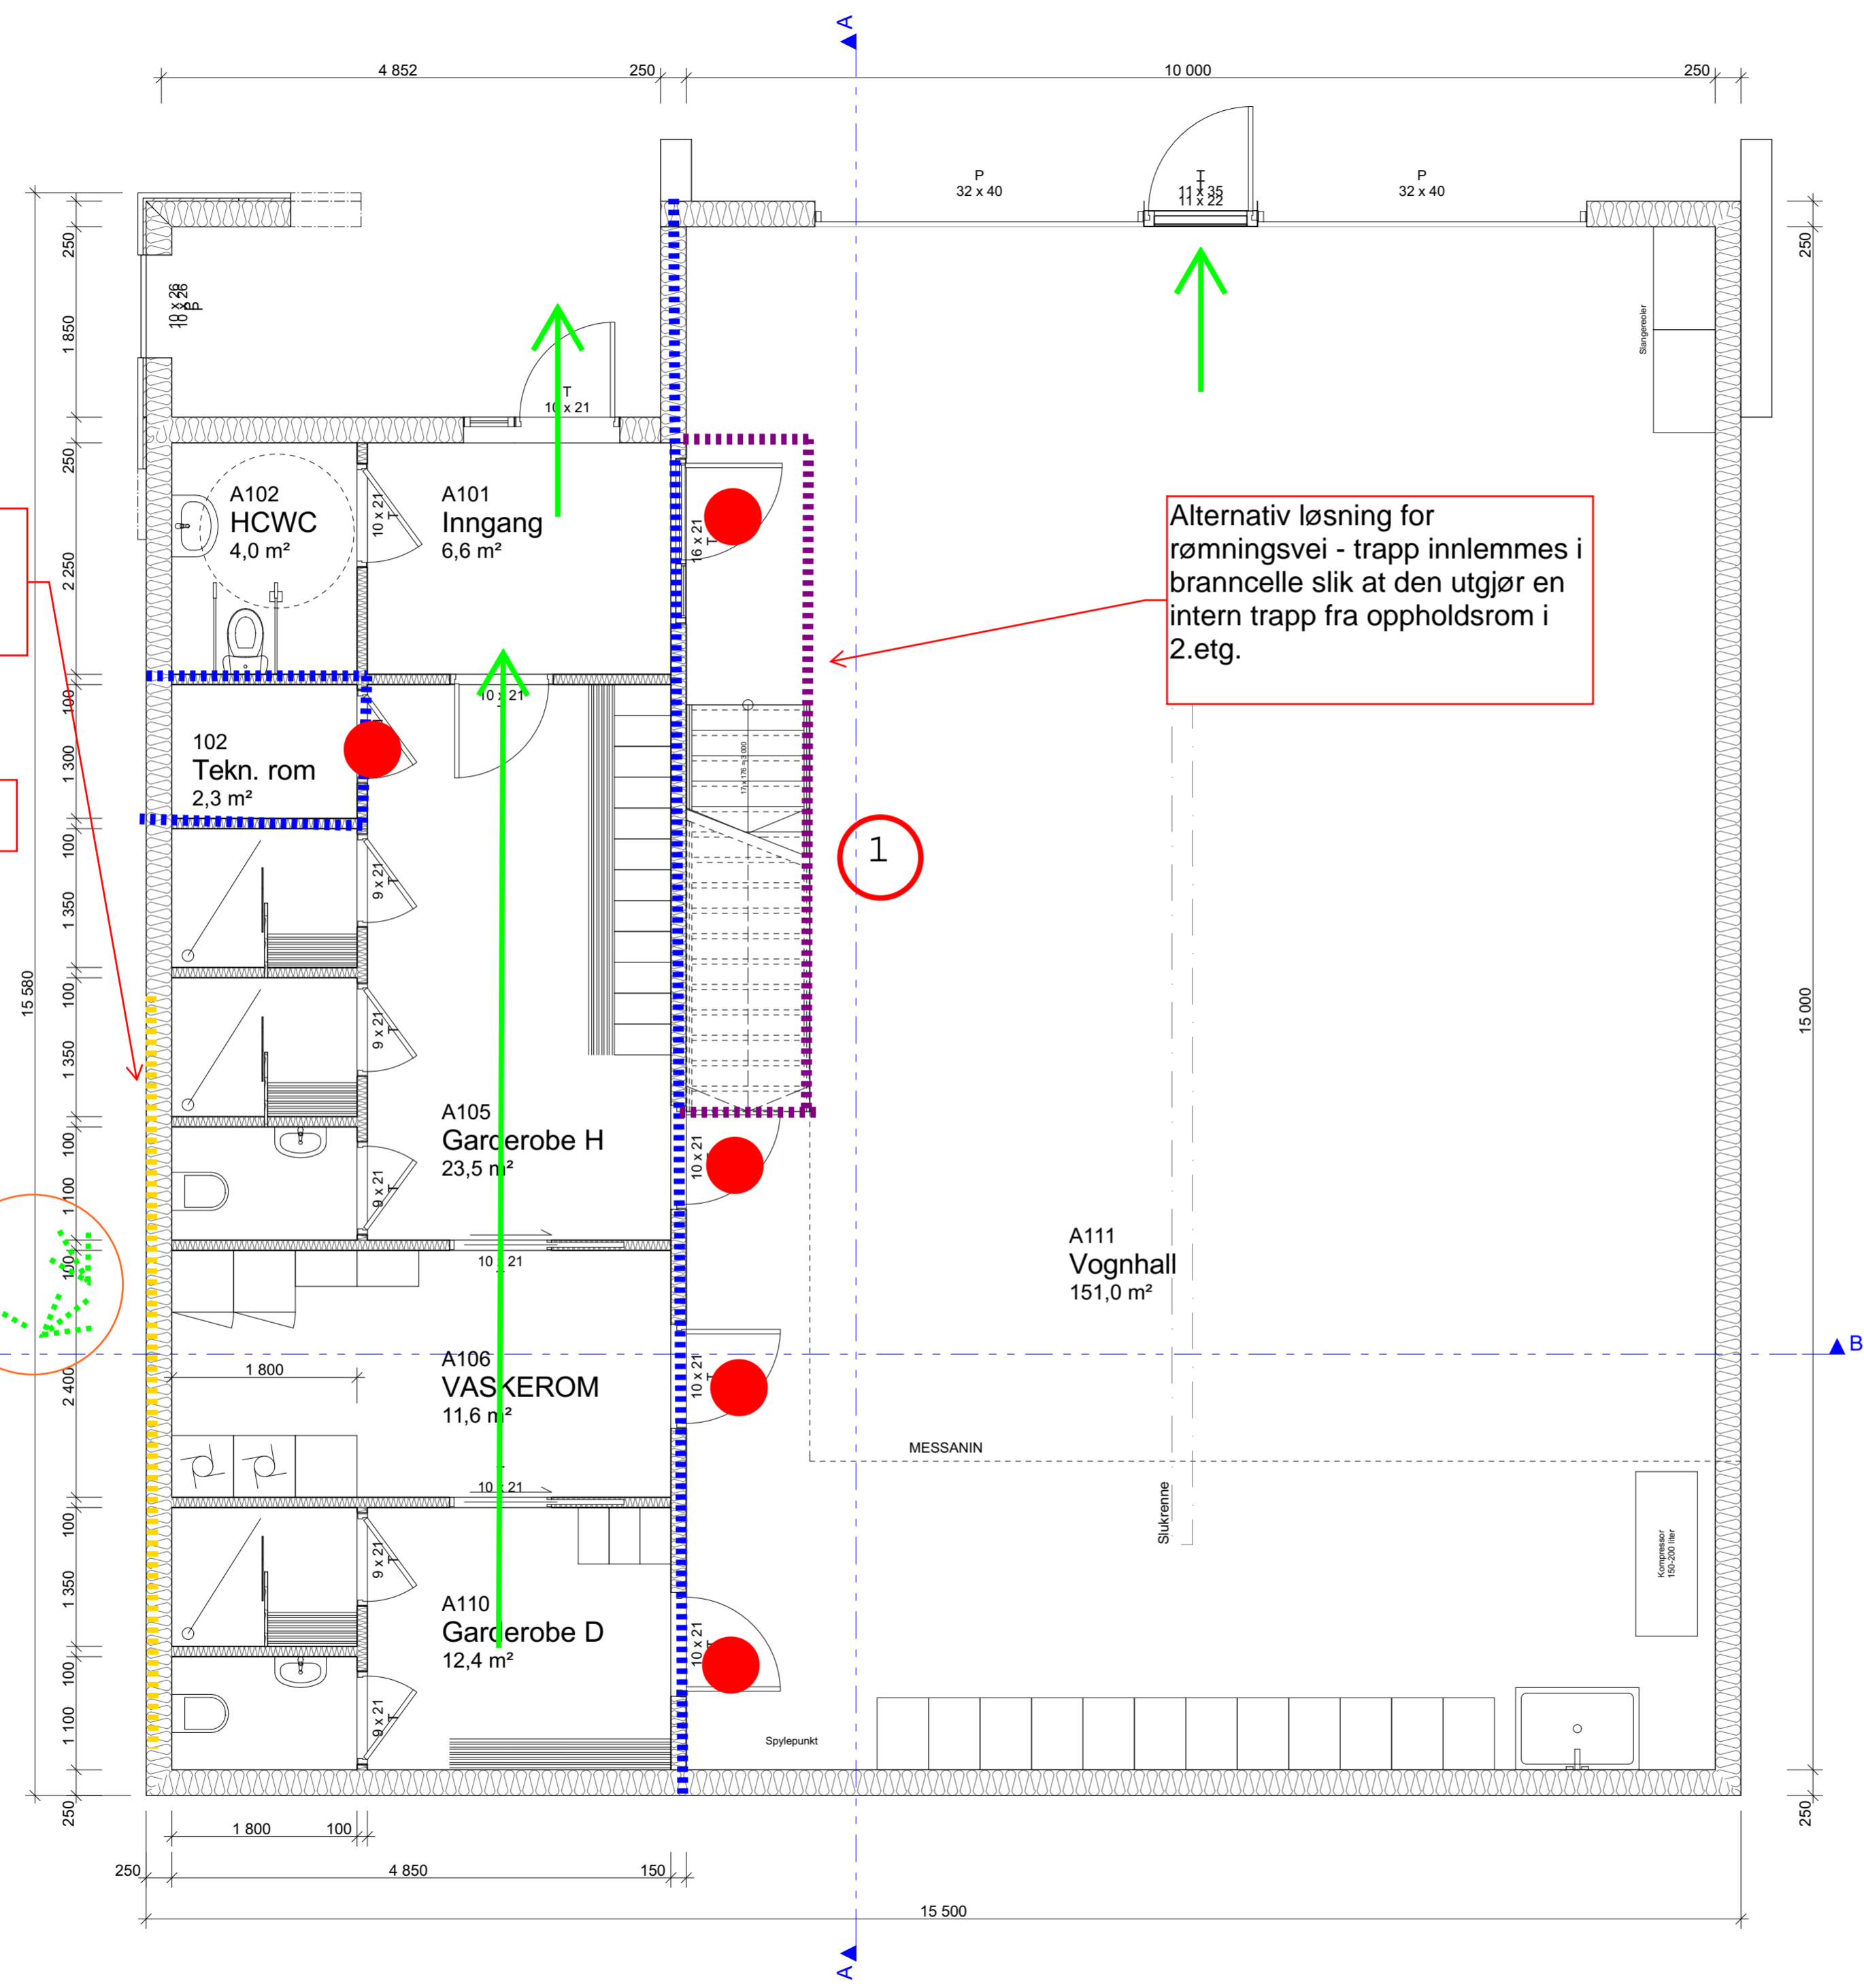 A
4 852
250
10 000
250
P
32 x 40
T
11 x 35
T
11 x 22
P
32 x 40
250
1 850
250
2 250
100
1 300
100
1 350
100
1 350
100
1 100
100
2 400
100
1 350
100
1 100
250
15 580
10 x 26
P
10 x 26
P
T
10 x 21
Slangereoler
250
A102
HCWC
4,0 m²
10 x 21
T
A101
Inngang
6,6 m²
16 x 21
T
Alternativ løsning for
rømningsvei - trapp innlemmes i
branncelle slik at den utgjør en
intern trapp fra oppholdsrom i
2.etg.
102
Tekn. rom
2,3 m²
10 x 21
1
9 x 21
T
9 x 21
T
15 000
A105
Garderobe H
23,5 m²
9 x 21
T
10 x 21
T
10 x 21
A111
Vognhall
151,0 m²
A106
VASKEROM
11,6 m²
1 800
10 x 21
T
B
MESSANIN
10 x 21
Slukrenne
Kompressor
150-200 liter
9 x 21
T
A110
Garderobe D
12,4 m²
10 x 21
T
9 x 21
T
Spylepunkt
250
1 800
100
250
4 850
150
15 500
A